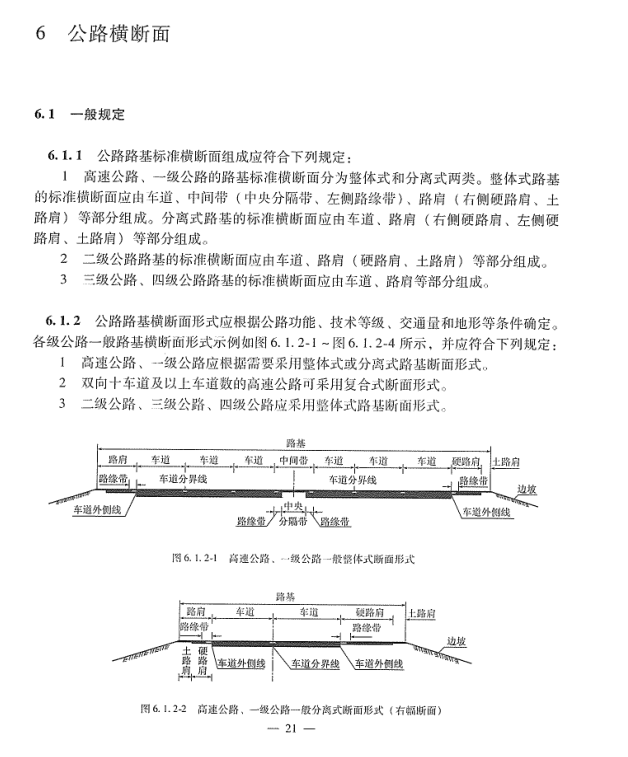 6 公路横断面
6.1 一般规定
6.1.1 公路路基标准横断面组成应符合下列规定：
1 高速公路、一级公路的路基标准横断面分为整体式和分离式两类。整体式路基
的标准横断面应由车道、中间带（中央分隔带、左侧路缘带）、路肩（右侧硬路肩、土
路肩）等部分组成。分离式路基的标准横断面应由车道、路肩（右侧硬路肩、左侧硬
路肩、土路肩）等部分组成。
2 二级公路路基的标准横断面应由车道、路肩（硬路肩、土路肩）等部分组成。
3 三级公路、四级公路路基的标准横断面应由车道、路肩等部分组成。
6.1.2 公路路基横断面形式应根据公路功能、技术等级、交通量和地形等条件确定。
各级公路一般路基横断面形式示例如图6.1.2-1～图6.1.2-4所示，并应符合下列规定：
1 高速公路、一级公路应根据需要采用整体式或分离式路基断面形式。
2 双向十车道及以上车道数的高速公路可采用复合式断面形式。
3 二级公路、三级公路、四级公路应采用整体式路基断面形式。
路基
路肩 车道 车道 车道 中间带 车道 车道 车道 硬路肩 土路肩
路缘带 车道分界线 车道分界线 路缘带
边坡
车道外侧线 中央 车道外侧线
路缘带 分隔带 路缘带
图6.1.2-1 高速公路、一级公路一般整体式断面形式
路基
路肩 车道 车道 硬路肩 土路肩
路缘带 路缘带
边坡
土路肩 硬路肩 车道外侧线 车道分界线 车道外侧线
图6.1.2-2 高速公路、一级公路一般分离式断面形式（右幅断面）
— 21 —